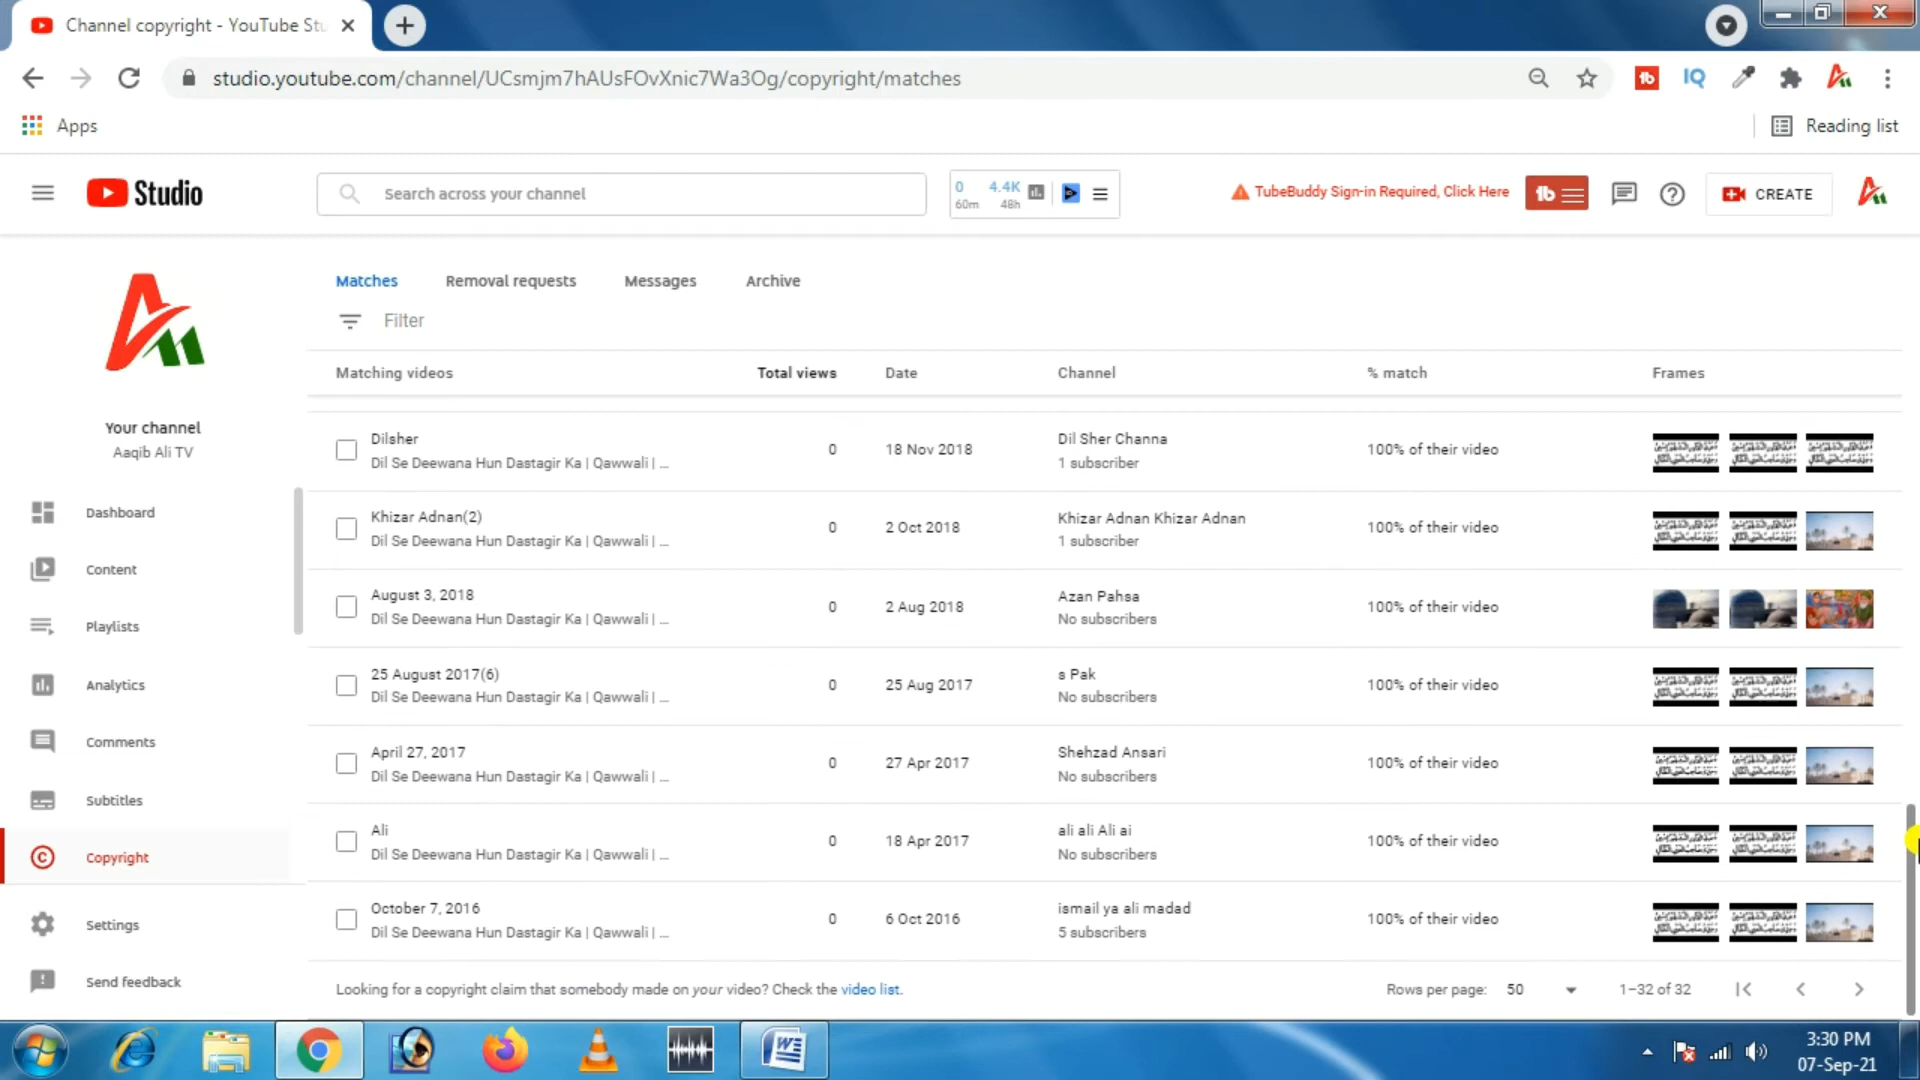 Channel copyright - YouTube Stu
studio.youtube.com/channel/UCsmjm7hAUsFOvXnic7Wa3Og/copyright/matches
Apps
Reading list
Studio
Search across your channel
0 4.4K
60m 48h
TubeBuddy Sign-in Required, Click Here
CREATE
Your channel
Aaqib Ali TV
Dashboard
Content
Playlists
Analytics
Comments
Subtitles
Copyright
Settings
Send feedback
Matches Removal requests Messages Archive
Filter
Matching videos Total views Date Channel % match Frames
Dilsher
Dil Se Deewana Hun Dastagir Ka | Qawwali | ...
0 18 Nov 2018
Dil Sher Channa
1 subscriber
100% of their video
Khizar Adnan(2)
Dil Se Deewana Hun Dastagir Ka | Qawwali | ...
0 2 Oct 2018
Khizar Adnan Khizar Adnan
1 subscriber
100% of their video
August 3, 2018
Dil Se Deewana Hun Dastagir Ka | Qawwali | ...
0 2 Aug 2018
Azan Pahsa
No subscribers
100% of their video
25 August 2017(6)
Dil Se Deewana Hun Dastagir Ka | Qawwali | ...
0 25 Aug 2017
s Pak
No subscribers
100% of their video
April 27, 2017
Dil Se Deewana Hun Dastagir Ka | Qawwali | ...
0 27 Apr 2017
Shehzad Ansari
No subscribers
100% of their video
Ali
Dil Se Deewana Hun Dastagir Ka | Qawwali | ...
0 18 Apr 2017
ali ali Ali ai
No subscribers
100% of their video
October 7, 2016
Dil Se Deewana Hun Dastagir Ka | Qawwali | ...
0 6 Oct 2016
ismail ya ali madad
5 subscribers
100% of their video
Looking for a copyright claim that somebody made on your video? Check the video list.
Rows per page: 50 1–32 of 32
3:30 PM
07-Sep-21